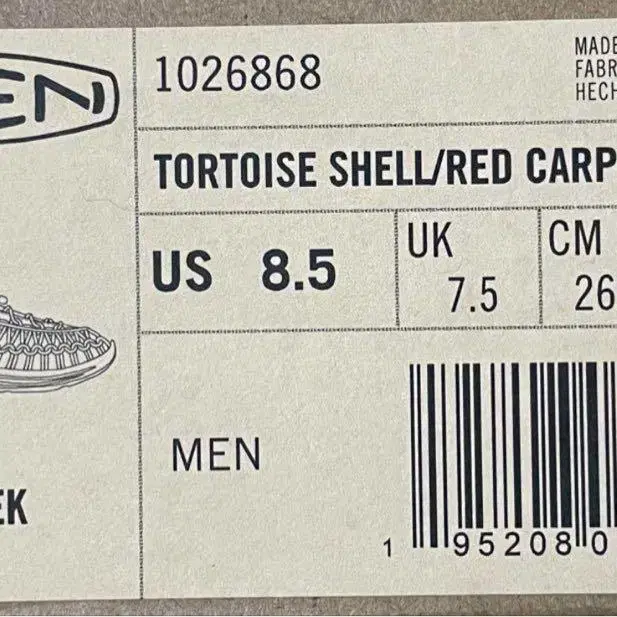 EN
1026868
MADE
FABR
HECH
TORTOISE SHELL/RED CARP
US 8.5
UK
7.5
CM
26
MEN
EK
1 95208 0